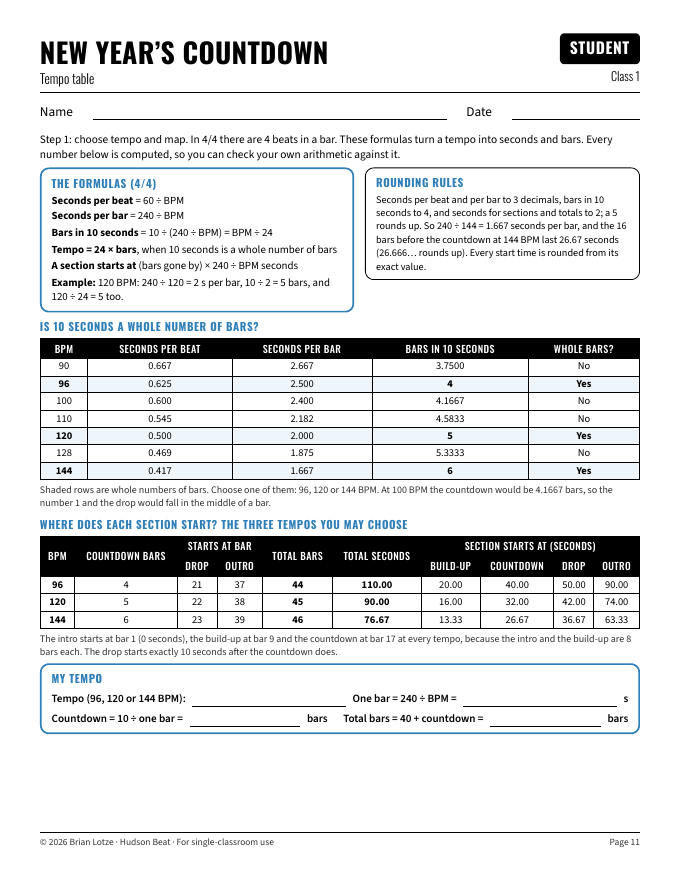 NEW YEAR’S COUNTDOWN
STUDENT
Tempo table
Class 1
Name
Date
Step 1: choose tempo and map. In 4/4 there are 4 beats in a bar. These formulas turn a tempo into seconds and bars. Every
number below is computed, so you can check your own arithmetic against it.
THE FORMULAS (4/4)
Seconds per beat = 60 ÷ BPM
Seconds per bar = 240 ÷ BPM
Bars in 10 seconds = 10 ÷ (240 ÷ BPM) = BPM ÷ 24
Tempo = 24 × bars, when 10 seconds is a whole number of bars
A section starts at (bars gone by) × 240 ÷ BPM seconds
Example: 120 BPM: 240 ÷ 120 = 2 s per bar, 10 ÷ 2 = 5 bars, and
120 ÷ 24 = 5 too.
ROUNDING RULES
Seconds per beat and per bar to 3 decimals, bars in 10
seconds to 4, and seconds for sections and totals to 2; a 5
rounds up. So 240 ÷ 144 = 1.667 seconds per bar, and the 16
bars before the countdown at 144 BPM last 26.67 seconds
(26.666… rounds up). Every start time is rounded from its
exact value.
IS 10 SECONDS A WHOLE NUMBER OF BARS?
BPM SECONDS PER BEAT SECONDS PER BAR BARS IN 10 SECONDS WHOLE BARS?
90 0.667 2.667 3.7500 No
96 0.625 2.500 4 Yes
100 0.600 2.400 4.1667 No
110 0.545 2.182 4.5833 No
120 0.500 2.000 5 Yes
128 0.469 1.875 5.3333 No
144 0.417 1.667 6 Yes
Shaded rows are whole numbers of bars. Choose one of them: 96, 120 or 144 BPM. At 100 BPM the countdown would be 4.1667 bars, so the
number 1 and the drop would fall in the middle of a bar.
WHERE DOES EACH SECTION START? THE THREE TEMPOS YOU MAY CHOOSE
BPM COUNTDOWN BARS STARTS AT BAR TOTAL BARS TOTAL SECONDS SECTION STARTS AT (SECONDS)
DROP OUTRO BUILD-UP COUNTDOWN DROP OUTRO
96 4 21 37 44 110.00 20.00 40.00 50.00 90.00
120 5 22 38 45 90.00 16.00 32.00 42.00 74.00
144 6 23 39 46 76.67 13.33 26.67 36.67 63.33
The intro starts at bar 1 (0 seconds), the build-up at bar 9 and the countdown at bar 17 at every tempo, because the intro and the build-up are 8
bars each. The drop starts exactly 10 seconds after the countdown does.
MY TEMPO
Tempo (96, 120 or 144 BPM): One bar = 240 ÷ BPM = s
Countdown = 10 ÷ one bar = bars Total bars = 40 + countdown = bars
© 2026 Brian Lotze · Hudson Beat · For single-classroom use
Page 11